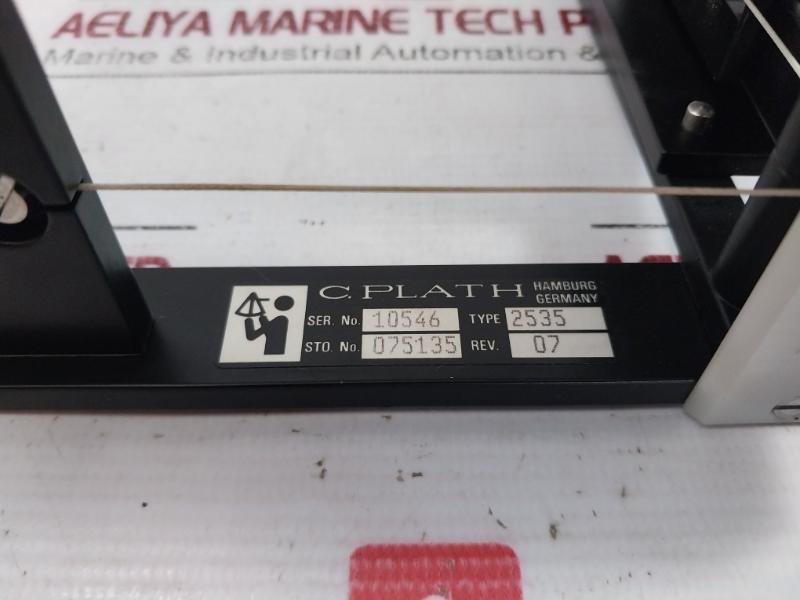 AELIYA MARINE TECH P
Marine & Industrial Automation &
C. PLATH HAMBURG
GERMANY
SER. No. 10546 TYPE 2535
STO. No. 075135 REV. 07